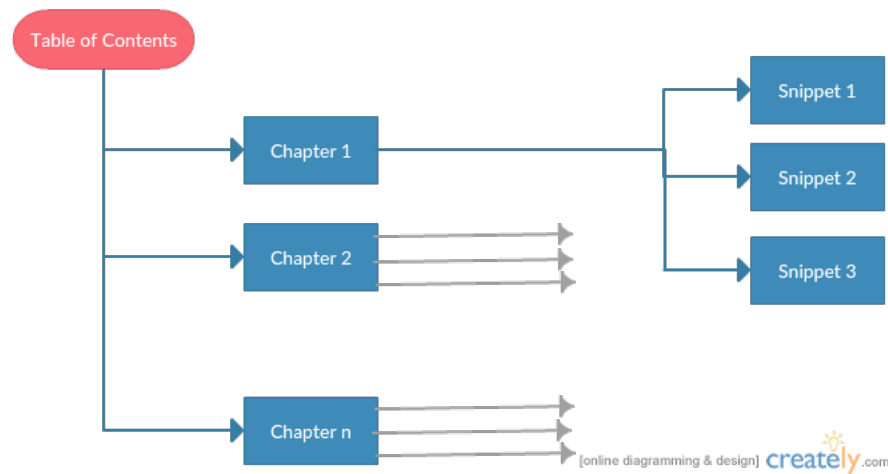 Table of Contents
Snippet 1
Chapter 1
Snippet 2
Chapter 2
Snippet 3
Chapter n
[online diagramming & design] creately.com